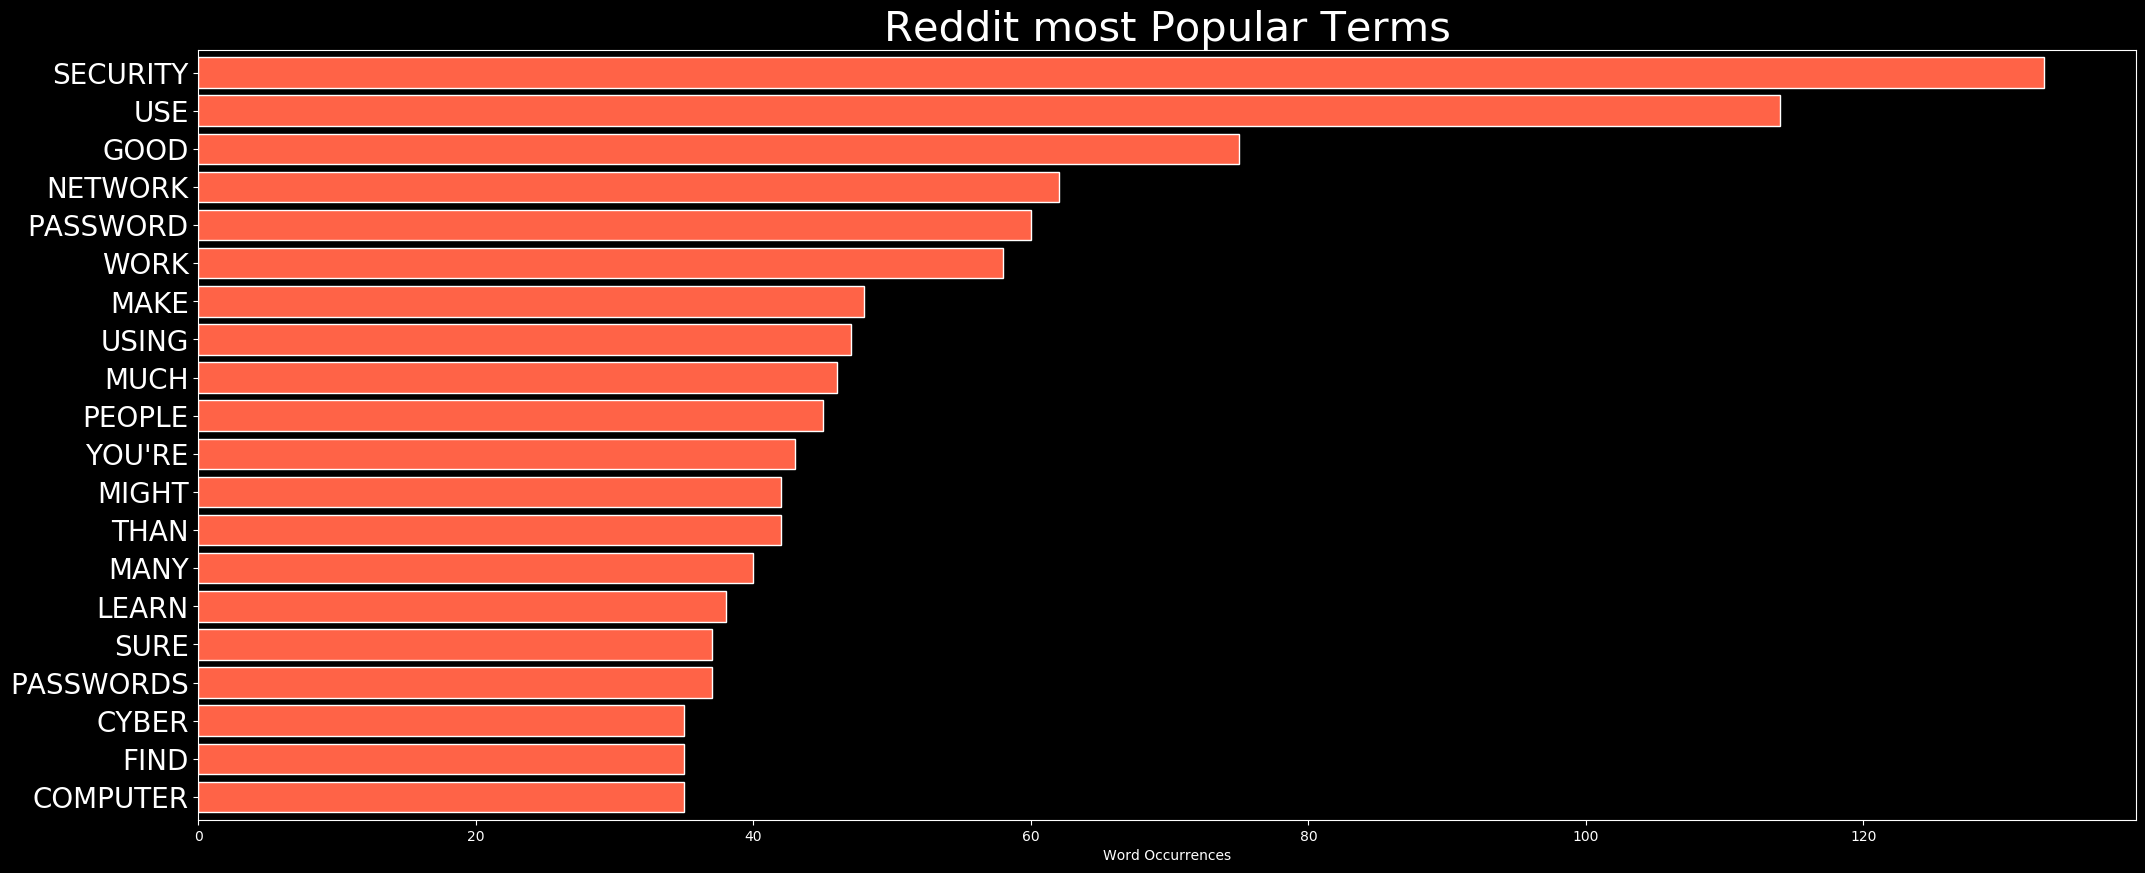 Reddit most Popular Terms
SECURITY
USE
GOOD
NETWORK
PASSWORD
WORK
MAKE
USING
MUCH
PEOPLE
YOU'RE
MIGHT
THAN
MANY
LEARN
SURE
PASSWORDS
CYBER
FIND
COMPUTER
0 20 40 60 80 100 120
Word Occurrences